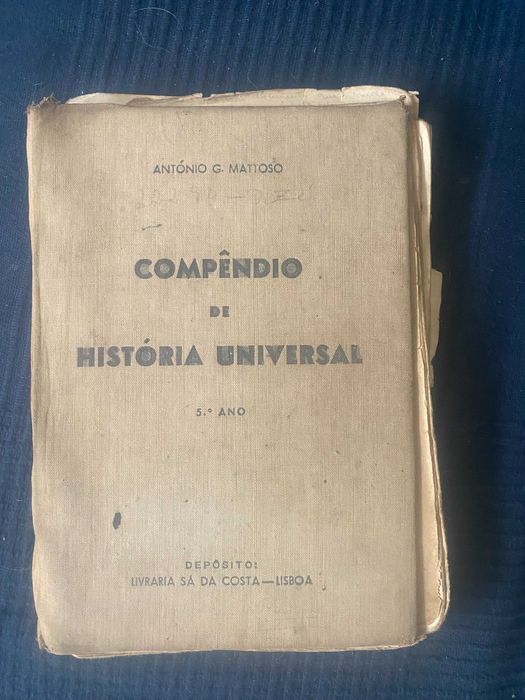 ANTÓNIO G. MATTOSO
COMPÊNDIO
DE
HISTÓRIA UNIVERSAL
5.º ANO
DEPÓSITO:
LIVRARIA SÁ DA COSTA—LISBOA